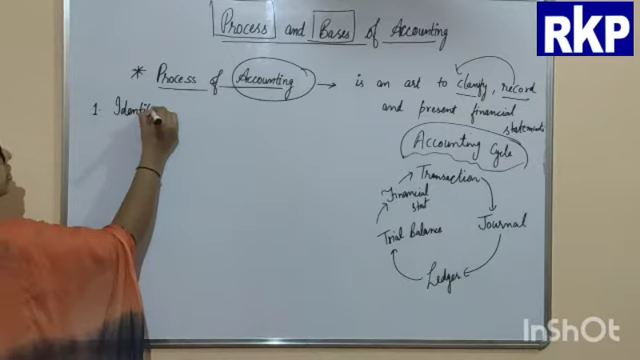 RKP
Process and Bases of Accounting
* Process of Accounting → is an art to classify, record
and present financial
statements
1. Identif
Accounting Cycle
Transaction
Financial
stat
Journal
Trial Balance
Ledger
InShOt